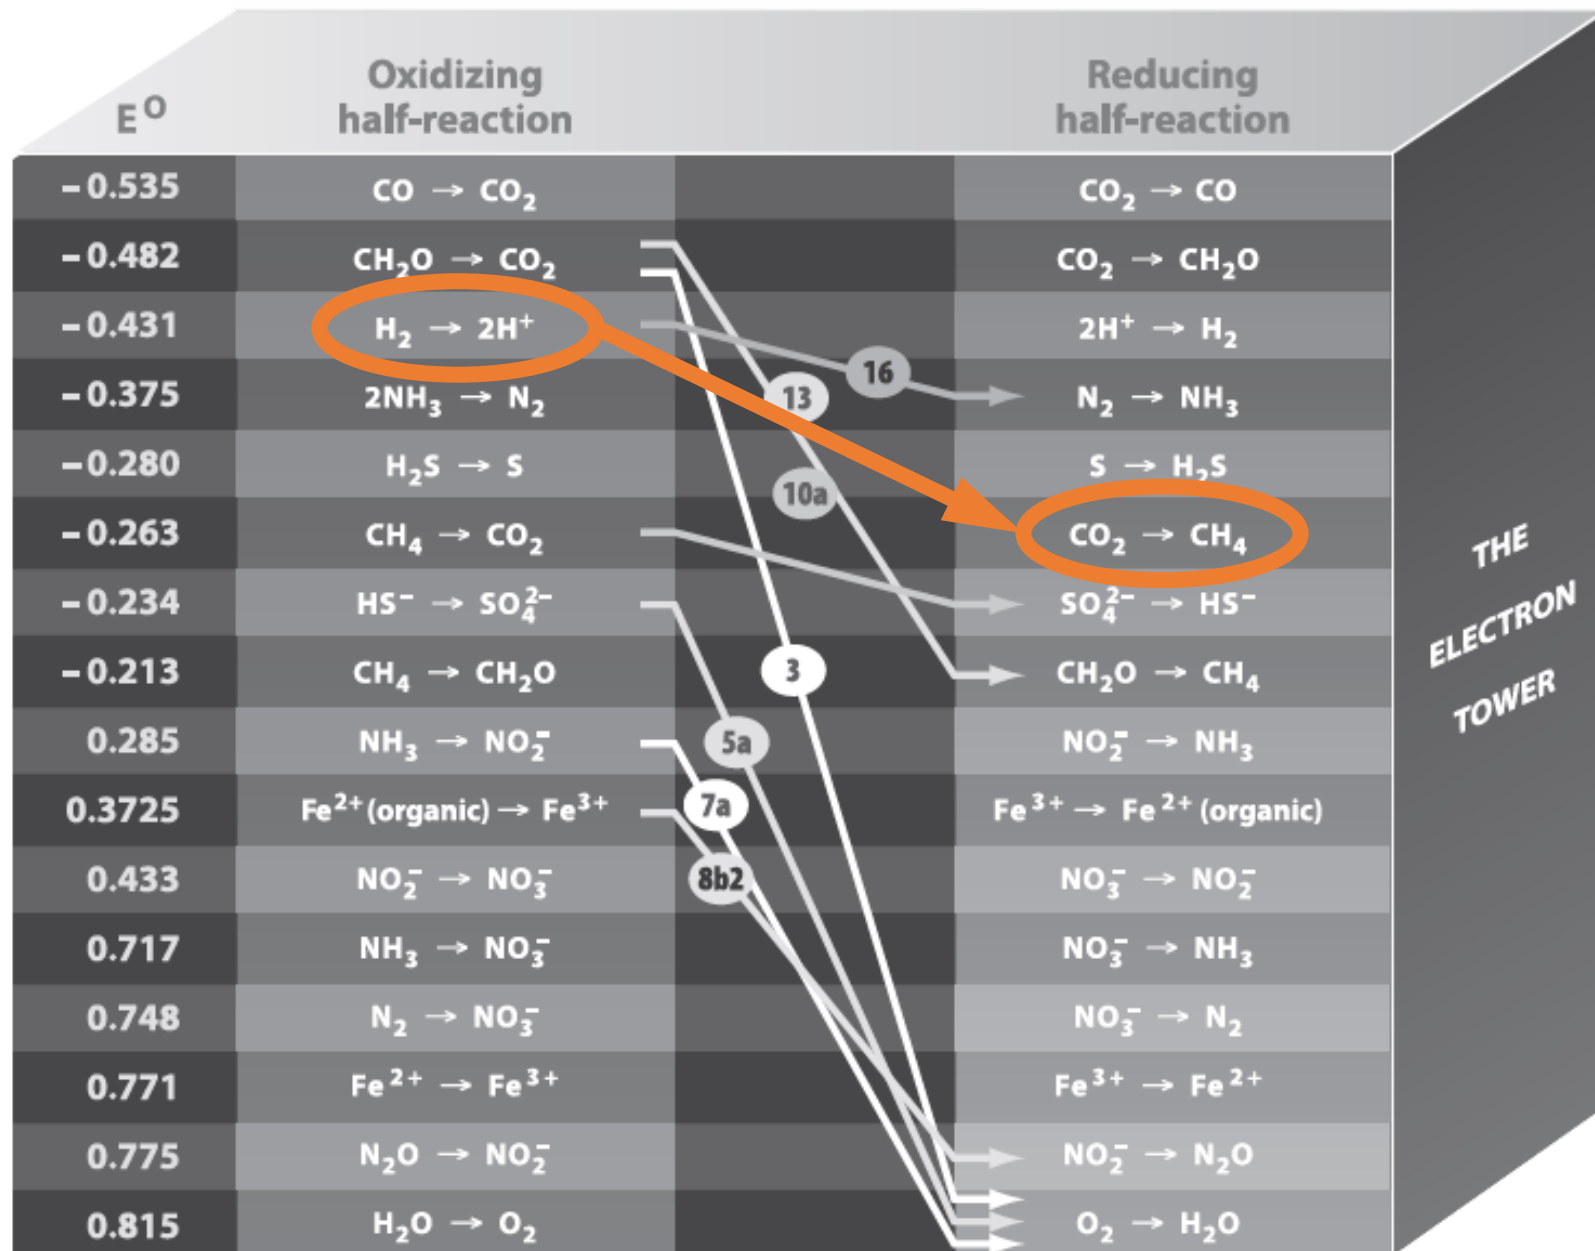 E⁰ Oxidizing half-reaction Reducing half-reaction
−0.535 CO → CO₂ CO₂ → CO
−0.482 CH₂O → CO₂ CO₂ → CH₂O
−0.431 H₂ → 2H⁺ 2H⁺ → H₂
16
−0.375 2NH₃ → N₂ 13 N₂ → NH₃
−0.280 H₂S → S S → H₂S
10a
−0.263 CH₄ → CO₂ CO₂ → CH₄
−0.234 HS⁻ → SO₄²⁻ SO₄²⁻ → HS⁻
−0.213 CH₄ → CH₂O 3 CH₂O → CH₄
0.285 NH₃ → NO₂⁻ 5a NO₂⁻ → NH₃
0.3725 Fe²⁺ (organic) → Fe³⁺ 7a Fe³⁺ → Fe²⁺ (organic)
0.433 NO₂⁻ → NO₃⁻ 8b2 NO₃⁻ → NO₂⁻
0.717 NH₃ → NO₃⁻ NO₃⁻ → NH₃
0.748 N₂ → NO₃⁻ NO₃⁻ → N₂
0.771 Fe²⁺ → Fe³⁺ Fe³⁺ → Fe²⁺
0.775 N₂O → NO₂⁻ NO₂⁻ → N₂O
0.815 H₂O → O₂ O₂ → H₂O
THE
ELECTRON
TOWER